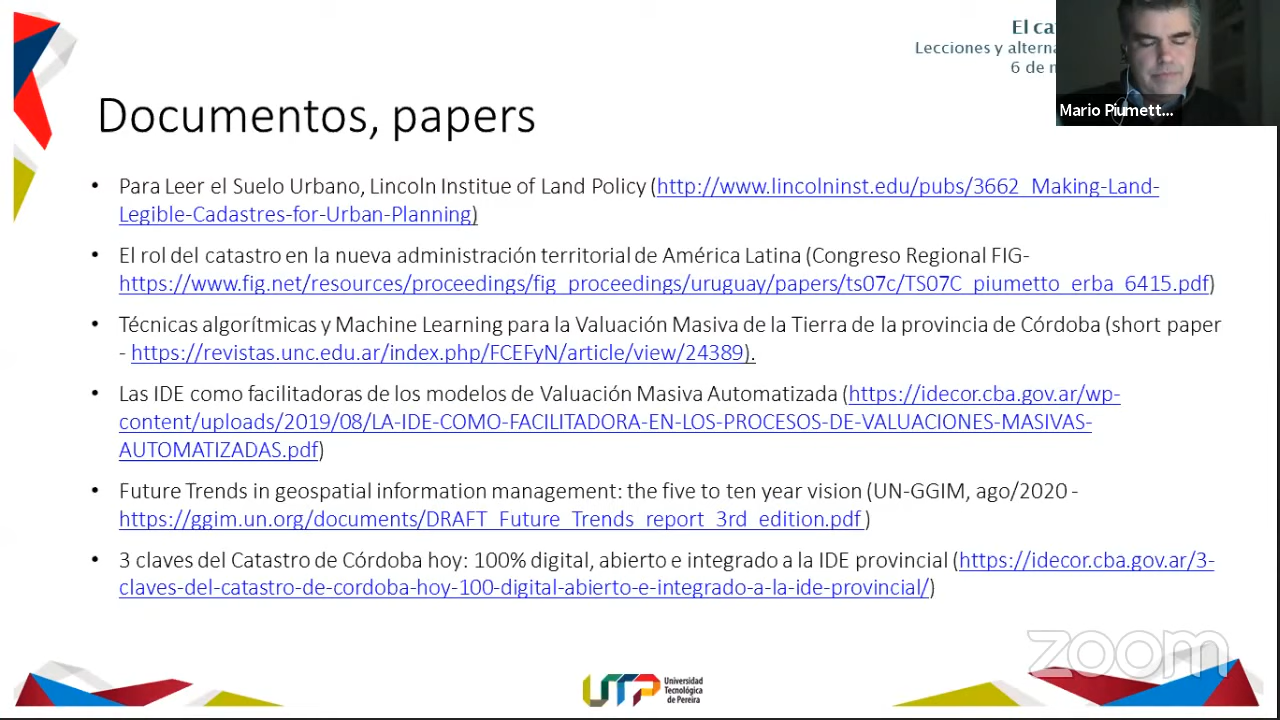 El ca
Lecciones y alterna
6 de m
Mario Piumett...
Documentos, papers
• Para Leer el Suelo Urbano, Lincoln Institue of Land Policy (http://www.lincolninst.edu/pubs/3662_Making-Land-
Legible-Cadastres-for-Urban-Planning)
• El rol del catastro en la nueva administración territorial de América Latina (Congreso Regional FIG-
https://www.fig.net/resources/proceedings/fig_proceedings/uruguay/papers/ts07c/TS07C_piumetto_erba_6415.pdf)
• Técnicas algorítmicas y Machine Learning para la Valuación Masiva de la Tierra de la provincia de Córdoba (short paper
- https://revistas.unc.edu.ar/index.php/FCEFyN/article/view/24389).
• Las IDE como facilitadoras de los modelos de Valuación Masiva Automatizada (https://idecor.cba.gov.ar/wp-
content/uploads/2019/08/LA-IDE-COMO-FACILITADORA-EN-LOS-PROCESOS-DE-VALUACIONES-MASIVAS-
AUTOMATIZADAS.pdf)
• Future Trends in geospatial information management: the five to ten year vision (UN-GGIM, ago/2020 -
https://ggim.un.org/documents/DRAFT_Future_Trends_report_3rd_edition.pdf )
• 3 claves del Catastro de Córdoba hoy: 100% digital, abierto e integrado a la IDE provincial (https://idecor.cba.gov.ar/3-
claves-del-catastro-de-cordoba-hoy-100-digital-abierto-e-integrado-a-la-ide-provincial/)
zoom
UTP
Universidad
Tecnológica
de Pereira